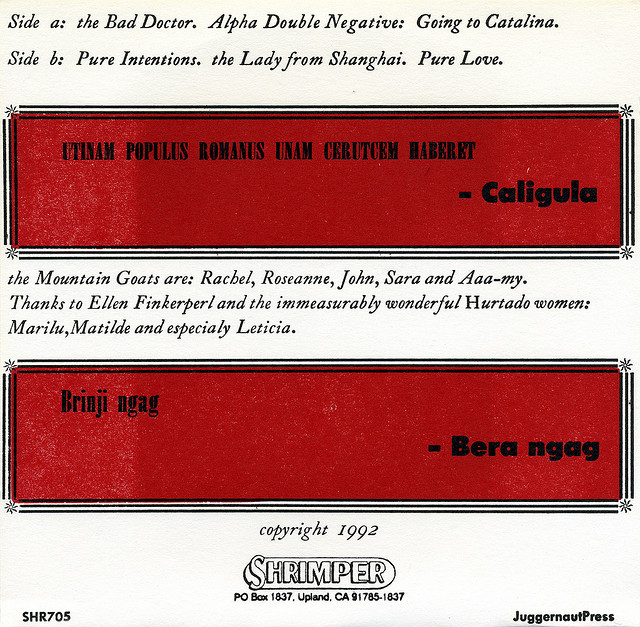 Side a: the Bad Doctor. Alpha Double Negative: Going to Catalina.
Side b: Pure Intentions. the Lady from Shanghai. Pure Love.
UTINAM POPULUS ROMANUS UNAM CERUTCEM HABERET
- Caligula
the Mountain Goats are: Rachel, Roseanne, John, Sara and Aaa-my.
Thanks to Ellen Finkerperl and the immeasurably wonderful Hurtado women:
Marilu,Matilde and especialy Leticia.
Brinji ngag
- Bera ngag
copyright 1992
SHRIMPER
PO Box 1837, Upland, CA 91785-1837
SHR705 JuggernautPress